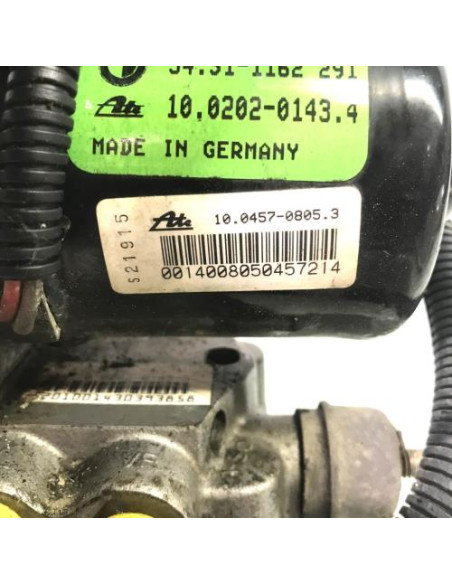 34.51-1162 291
Ate 10.0202-0143.4
MADE IN GERMANY
S21915
Ate 10.0457-0805.3
0014008050457214